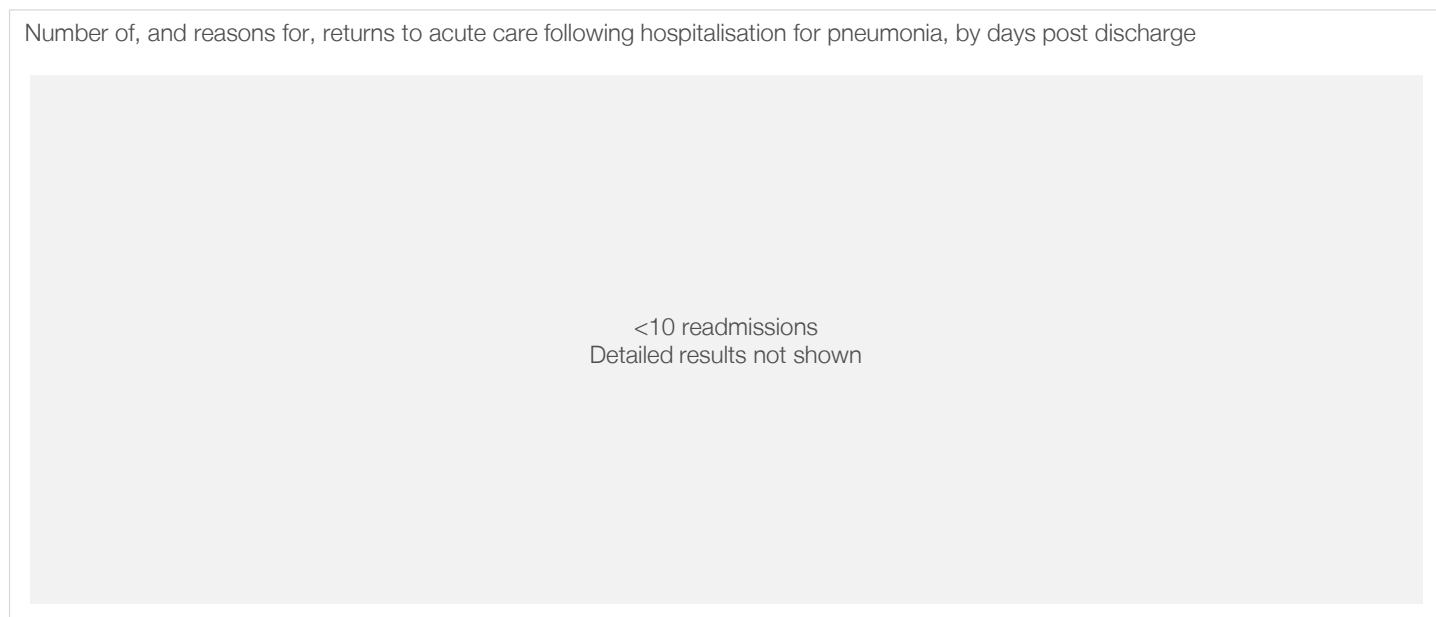 Number of, and reasons for, returns to acute care following hospitalisation for pneumonia, by days post discharge
<10 readmissions
Detailed results not shown